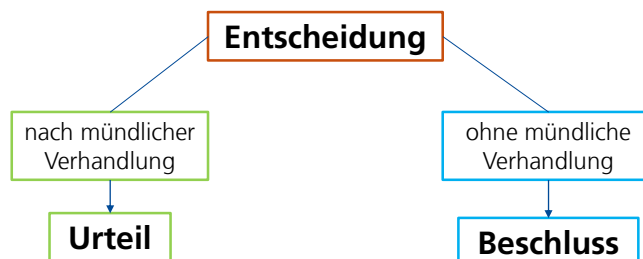 Entscheidung
nach mündlicher
Verhandlung
ohne mündliche
Verhandlung
Urteil
Beschluss